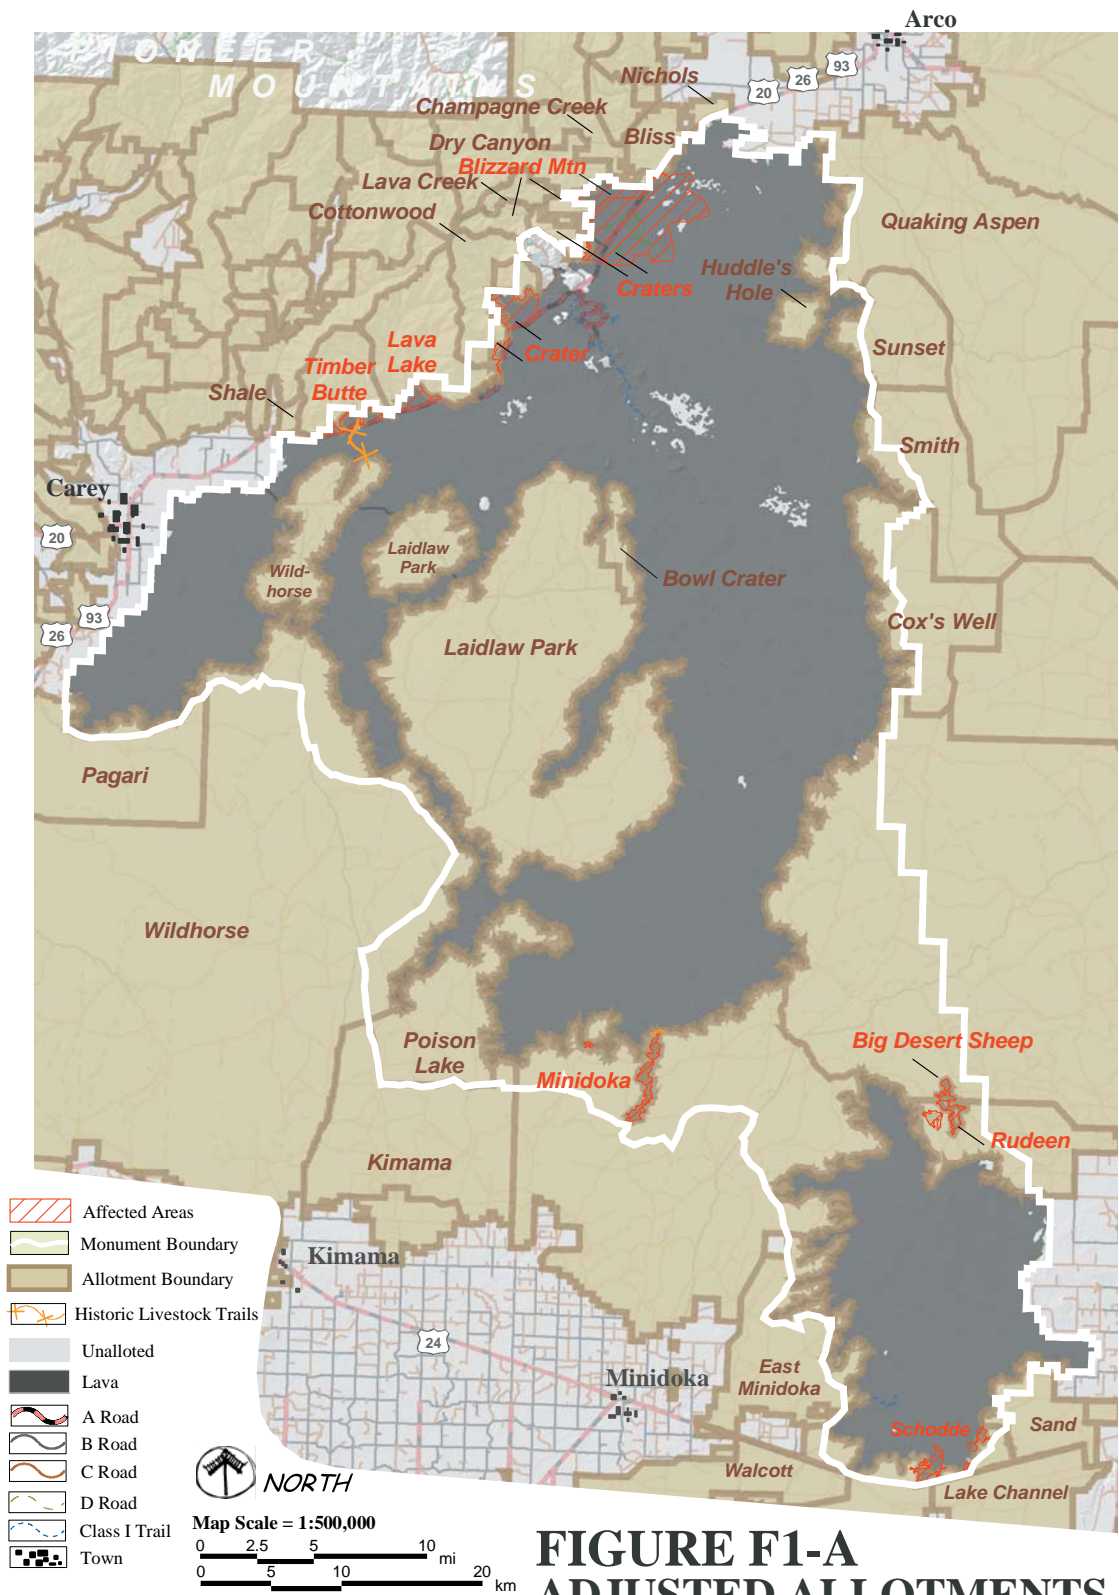 Arco
PIONEER
MOUNTAINS
Nichols
20
26
93
Champagne Creek
Bliss
Dry Canyon
Blizzard Mtn
Lava Creek
Cottonwood
Quaking Aspen
Huddle's
Hole
Craters
Lava
Lake
Crater
Sunset
Timber
Butte
Shale
Smith
Carey
20
Laidlaw
Park
Wild-
horse
Bowl Crater
93
26
Cox's Well
Laidlaw Park
Pagari
Wildhorse
Poison
Lake
Big Desert Sheep
Minidoka
Rudeen
Kimama
Affected Areas
Monument Boundary
Allotment Boundary
Historic Livestock Trails
Unalloted
Lava
A Road
B Road
C Road
D Road
Class I Trail
Town
Kimama
24
Minidoka
East
Minidoka
Schodde
Sand
Walcott
Lake Channel
NORTH
Map Scale = 1:500,000
0 2.5 5 10 mi
0 5 10 20 km
FIGURE F1-A
ADJUSTED ALLOTMENTS